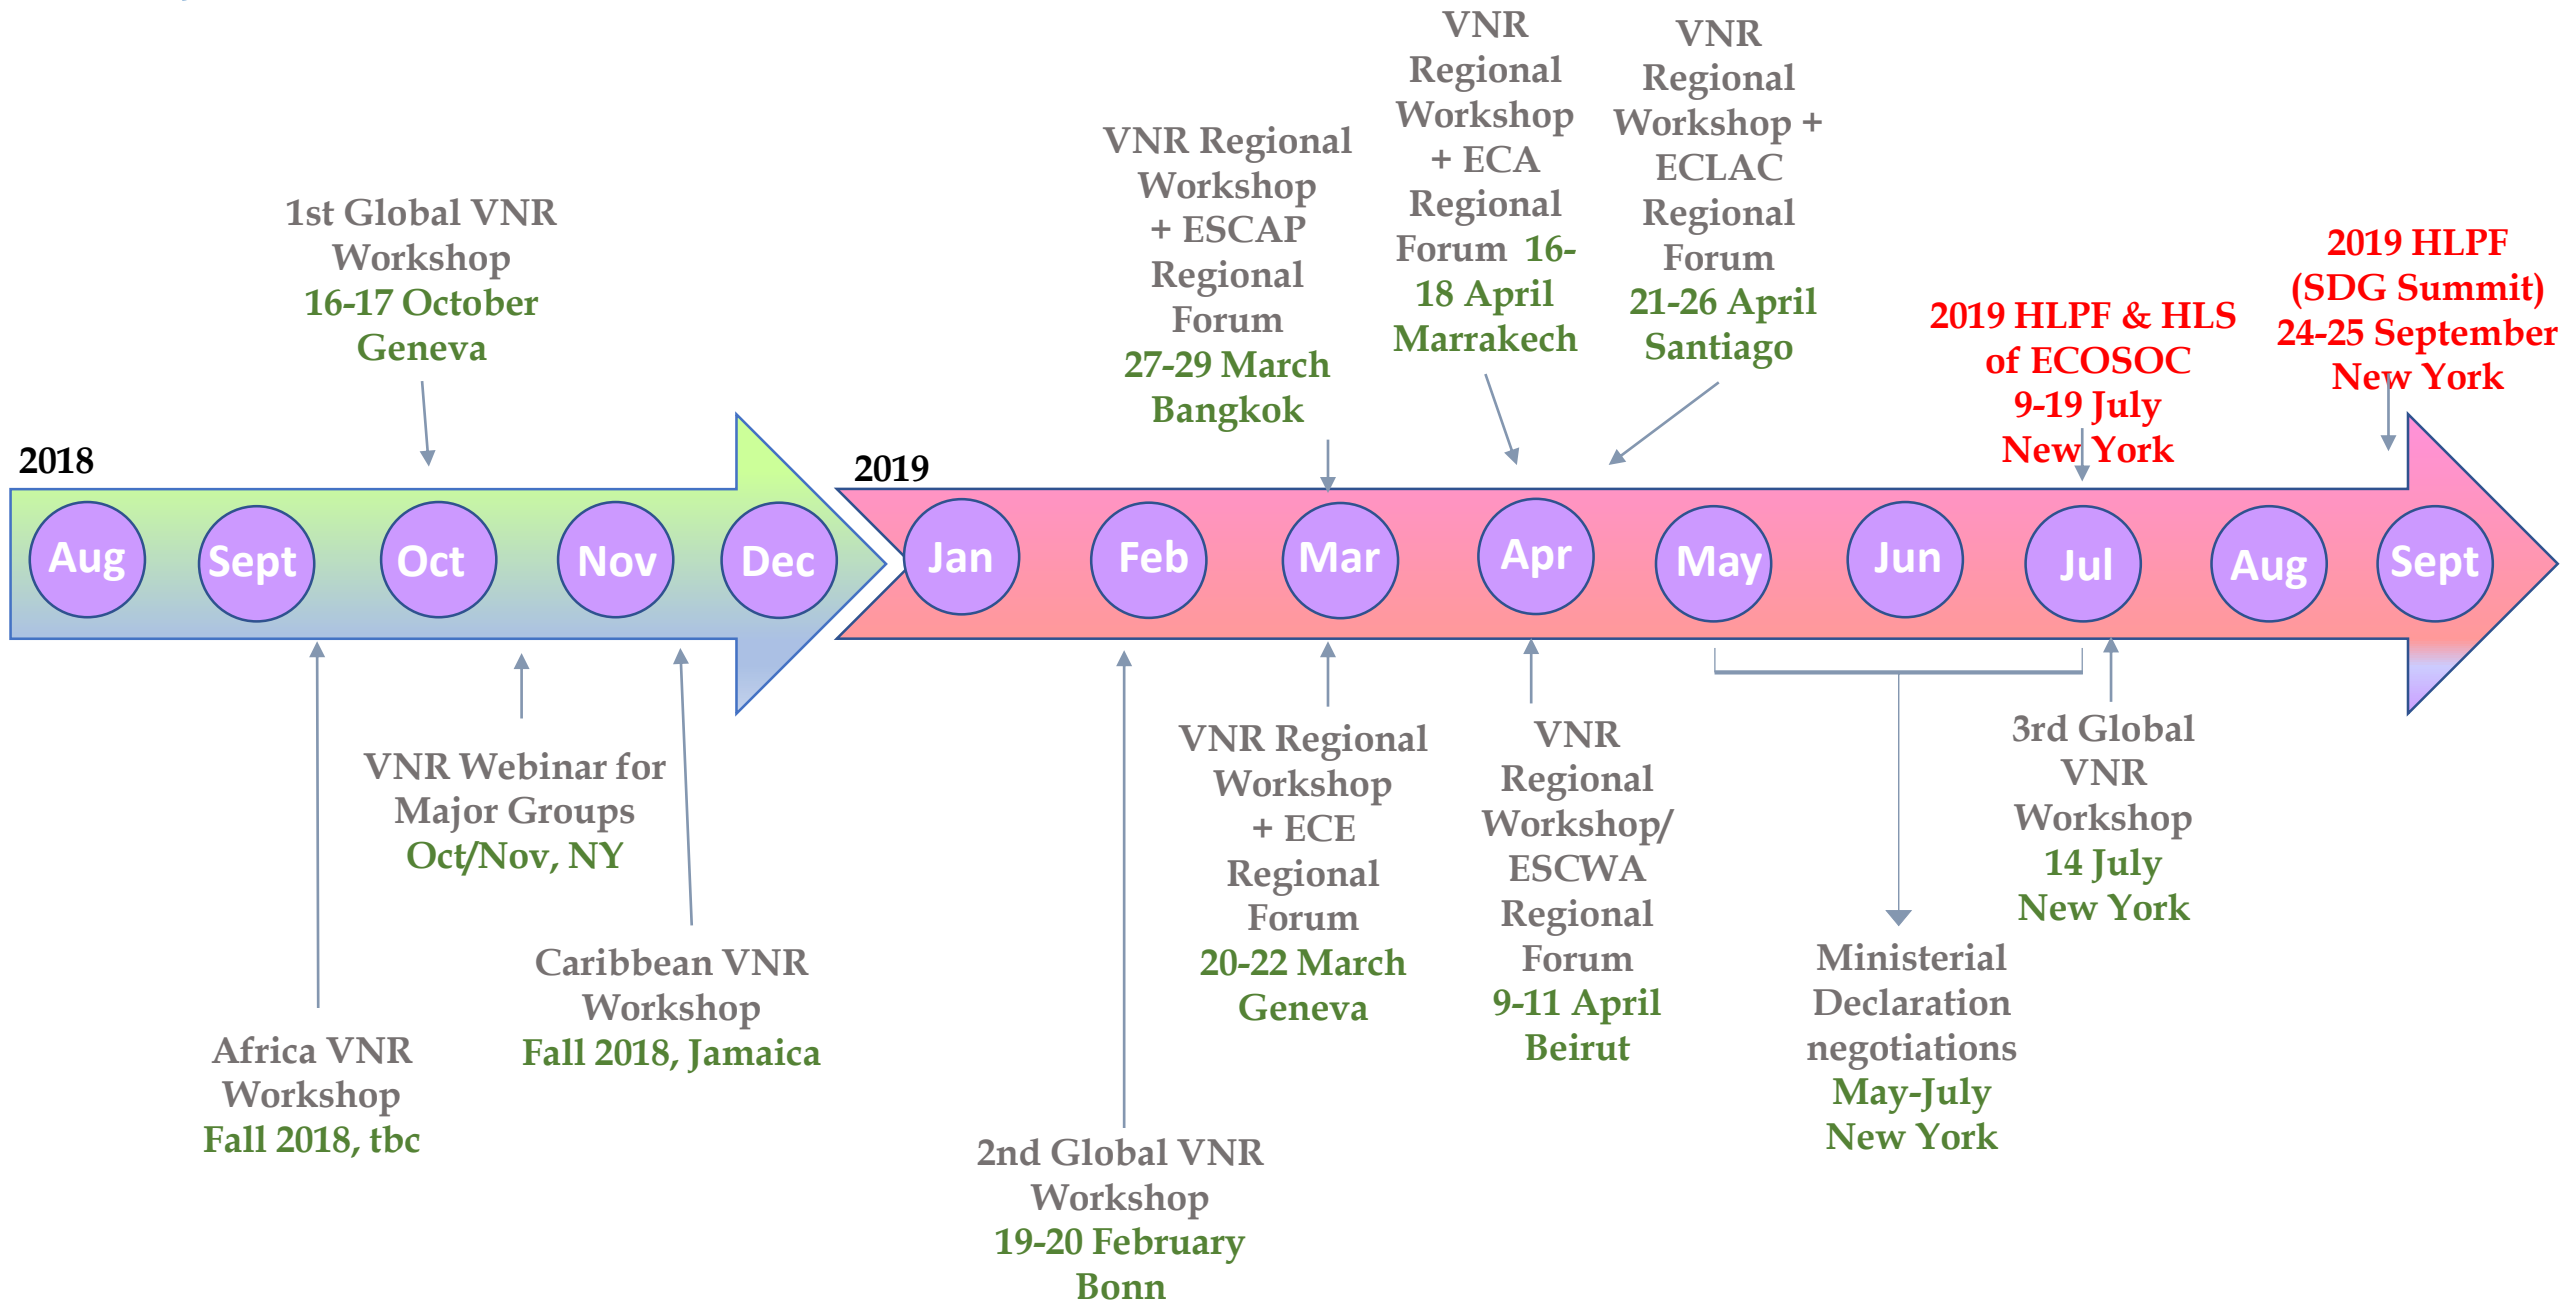 1st Global VNR
Workshop
16-17 October
Geneva
VNR Regional
Workshop
+ ESCAP
Regional
Forum
27-29 March
Bangkok
VNR
Regional
Workshop
+ ECA
Regional
Forum 16-
18 April
Marrakech
VNR
Regional
Workshop +
ECLAC
Regional
Forum
21-26 April
Santiago
2019 HLPF & HLS
of ECOSOC
9-19 July
New York
2019 HLPF
(SDG Summit)
24-25 September
New York
2018
2019
Aug
Sept
Oct
Nov
Dec
Jan
Feb
Mar
Apr
May
Jun
Jul
Aug
Sept
Africa VNR
Workshop
Fall 2018, tbc
VNR Webinar for
Major Groups
Oct/Nov, NY
Caribbean VNR
Workshop
Fall 2018, Jamaica
2nd Global VNR
Workshop
19-20 February
Bonn
VNR Regional
Workshop
+ ECE
Regional
Forum
20-22 March
Geneva
VNR
Regional
Workshop/
ESCWA
Regional
Forum
9-11 April
Beirut
Ministerial
Declaration
negotiations
May-July
New York
3rd Global
VNR
Workshop
14 July
New York